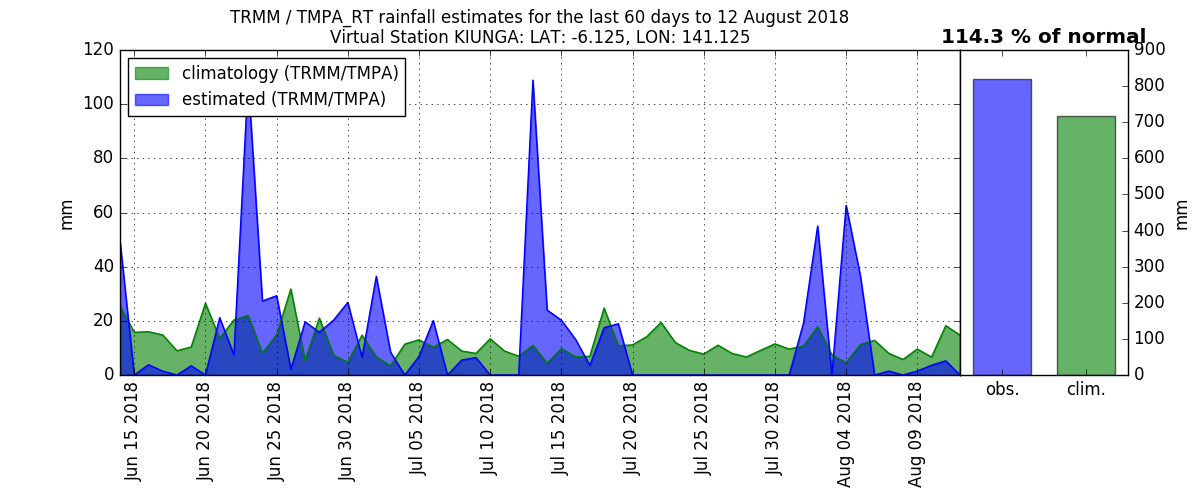 TRMM / TMPA_RT rainfall estimates for the last 60 days to 12 August 2018
Virtual Station KIUNGA: LAT: -6.125, LON: 141.125
114.3 % of normal
climatology (TRMM/TMPA)
estimated (TRMM/TMPA)
mm
120
100
80
60
40
20
0
Jun 15 2018
Jun 20 2018
Jun 25 2018
Jun 30 2018
Jul 05 2018
Jul 10 2018
Jul 15 2018
Jul 20 2018
Jul 25 2018
Jul 30 2018
Aug 04 2018
Aug 09 2018
obs.
clim.
900
800
700
600
500
400
300
200
100
0
mm